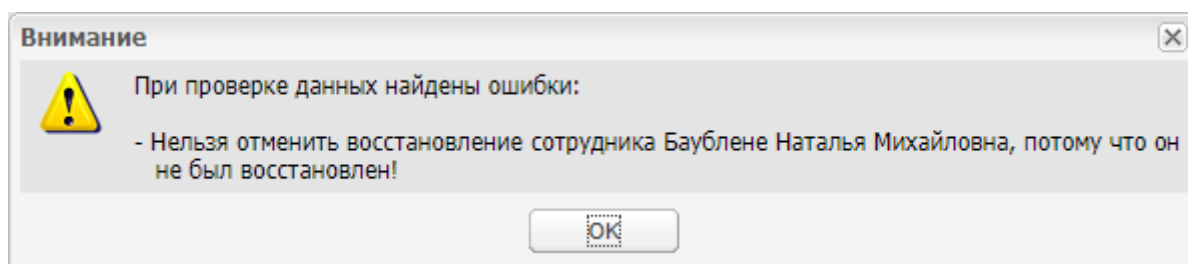 Внимание
При проверке данных найдены ошибки:
- Нельзя отменить восстановление сотрудника Баублене Наталья Михайловна, потому что он
не был восстановлен!
OK